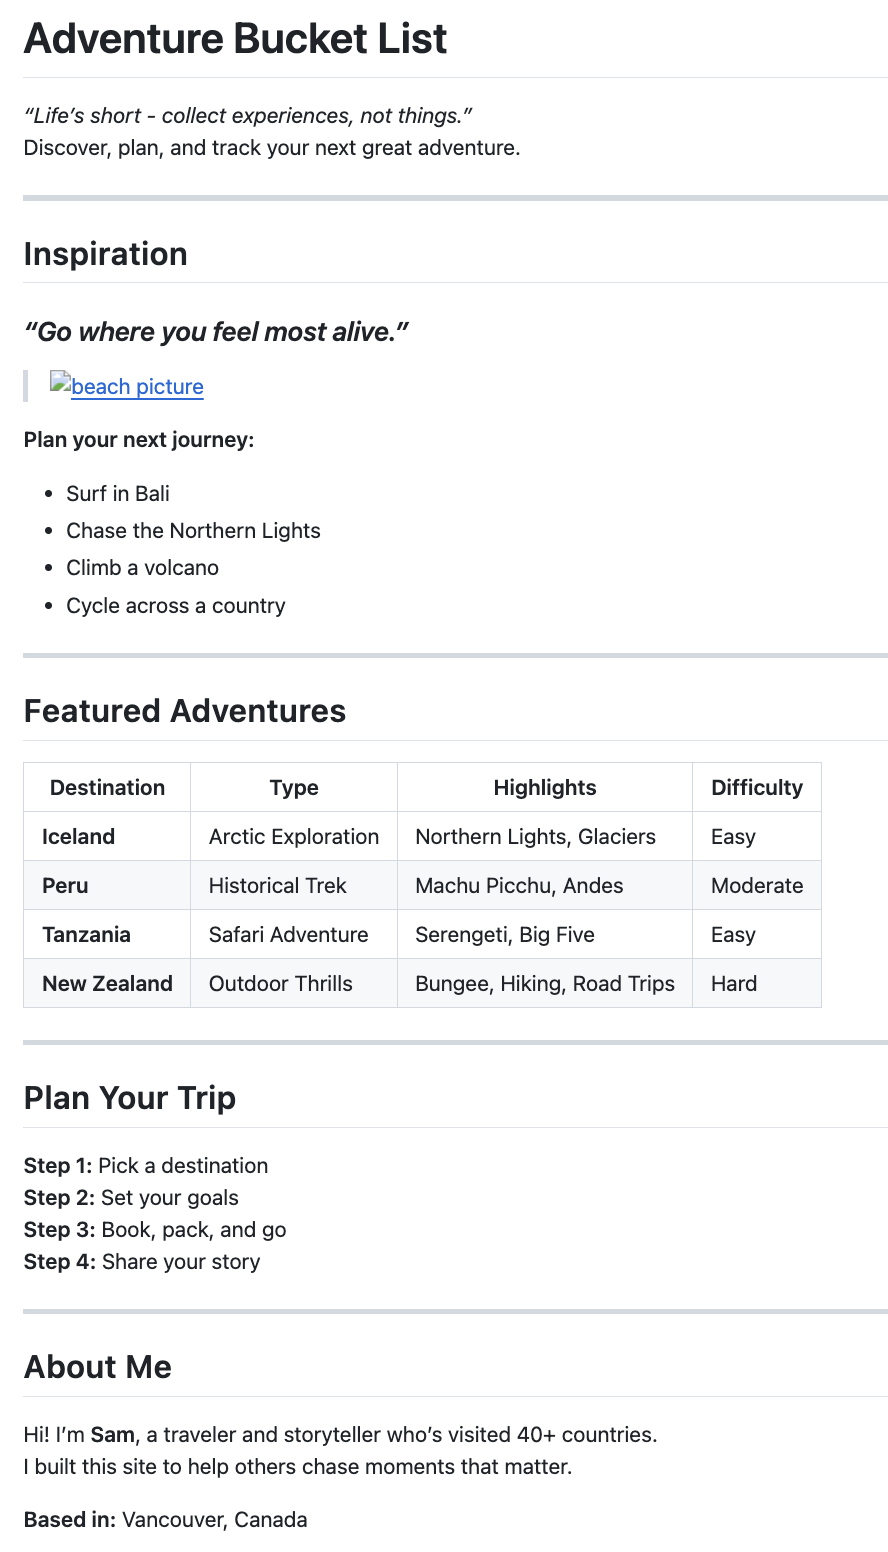 Adventure Bucket List
“Life’s short - collect experiences, not things.”
Discover, plan, and track your next great adventure.
Inspiration
“Go where you feel most alive.”
beach picture
Plan your next journey:
• Surf in Bali
• Chase the Northern Lights
• Climb a volcano
• Cycle across a country
Featured Adventures
Destination Type Highlights Difficulty
Iceland Arctic Exploration Northern Lights, Glaciers Easy
Peru Historical Trek Machu Picchu, Andes Moderate
Tanzania Safari Adventure Serengeti, Big Five Easy
New Zealand Outdoor Thrills Bungee, Hiking, Road Trips Hard
Plan Your Trip
Step 1: Pick a destination
Step 2: Set your goals
Step 3: Book, pack, and go
Step 4: Share your story
About Me
Hi! I’m Sam, a traveler and storyteller who’s visited 40+ countries.
I built this site to help others chase moments that matter.
Based in: Vancouver, Canada